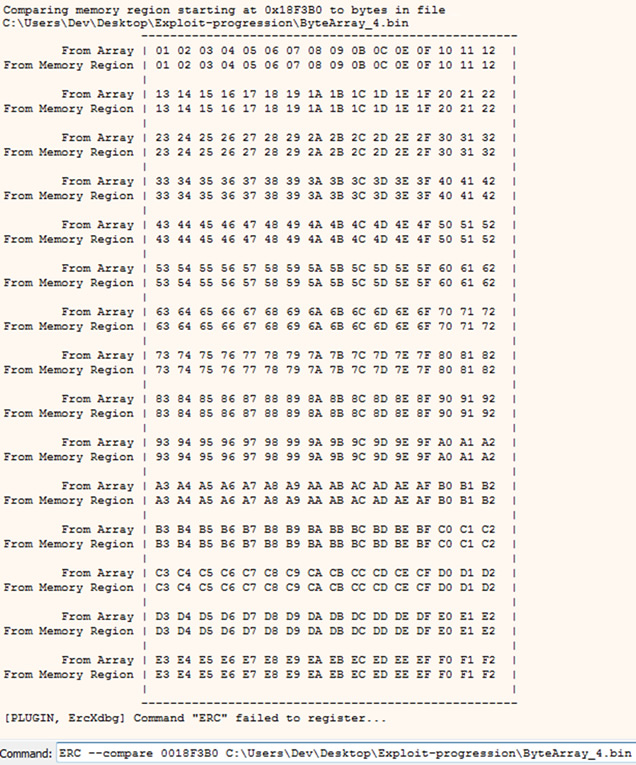 Comparing memory region starting at 0x18F3B0 to bytes in file
C:\Users\Dev\Desktop\Exploit-progression\ByteArray_4.bin
----------------------------------------------------
From Array | 01 02 03 04 05 06 07 08 09 0B 0C 0E 0F 10 11 12 |
From Memory Region | 01 02 03 04 05 06 07 08 09 0B 0C 0E 0F 10 11 12 |
| |
From Array | 13 14 15 16 17 18 19 1A 1B 1C 1D 1E 1F 20 21 22 |
From Memory Region | 13 14 15 16 17 18 19 1A 1B 1C 1D 1E 1F 20 21 22 |
| |
From Array | 23 24 25 26 27 28 29 2A 2B 2C 2D 2E 2F 30 31 32 |
From Memory Region | 23 24 25 26 27 28 29 2A 2B 2C 2D 2E 2F 30 31 32 |
| |
From Array | 33 34 35 36 37 38 39 3A 3B 3C 3D 3E 3F 40 41 42 |
From Memory Region | 33 34 35 36 37 38 39 3A 3B 3C 3D 3E 3F 40 41 42 |
| |
From Array | 43 44 45 46 47 48 49 4A 4B 4C 4D 4E 4F 50 51 52 |
From Memory Region | 43 44 45 46 47 48 49 4A 4B 4C 4D 4E 4F 50 51 52 |
| |
From Array | 53 54 55 56 57 58 59 5A 5B 5C 5D 5E 5F 60 61 62 |
From Memory Region | 53 54 55 56 57 58 59 5A 5B 5C 5D 5E 5F 60 61 62 |
| |
From Array | 63 64 65 66 67 68 69 6A 6B 6C 6D 6E 6F 70 71 72 |
From Memory Region | 63 64 65 66 67 68 69 6A 6B 6C 6D 6E 6F 70 71 72 |
| |
From Array | 73 74 75 76 77 78 79 7A 7B 7C 7D 7E 7F 80 81 82 |
From Memory Region | 73 74 75 76 77 78 79 7A 7B 7C 7D 7E 7F 80 81 82 |
| |
From Array | 83 84 85 86 87 88 89 8A 8B 8C 8D 8E 8F 90 91 92 |
From Memory Region | 83 84 85 86 87 88 89 8A 8B 8C 8D 8E 8F 90 91 92 |
| |
From Array | 93 94 95 96 97 98 99 9A 9B 9C 9D 9E 9F A0 A1 A2 |
From Memory Region | 93 94 95 96 97 98 99 9A 9B 9C 9D 9E 9F A0 A1 A2 |
| |
From Array | A3 A4 A5 A6 A7 A8 A9 AA AB AC AD AE AF B0 B1 B2 |
From Memory Region | A3 A4 A5 A6 A7 A8 A9 AA AB AC AD AE AF B0 B1 B2 |
| |
From Array | B3 B4 B5 B6 B7 B8 B9 BA BB BC BD BE BF C0 C1 C2 |
From Memory Region | B3 B4 B5 B6 B7 B8 B9 BA BB BC BD BE BF C0 C1 C2 |
| |
From Array | C3 C4 C5 C6 C7 C8 C9 CA CB CC CD CE CF D0 D1 D2 |
From Memory Region | C3 C4 C5 C6 C7 C8 C9 CA CB CC CD CE CF D0 D1 D2 |
| |
From Array | D3 D4 D5 D6 D7 D8 D9 DA DB DC DD DE DF E0 E1 E2 |
From Memory Region | D3 D4 D5 D6 D7 D8 D9 DA DB DC DD DE DF E0 E1 E2 |
| |
From Array | E3 E4 E5 E6 E7 E8 E9 EA EB EC ED EE EF F0 F1 F2 |
From Memory Region | E3 E4 E5 E6 E7 E8 E9 EA EB EC ED EE EF F0 F1 F2 |
| |
----------------------------------------------------
[PLUGIN, ErcXdbg] Command "ERC" failed to register...
Command: ERC --compare 0018F3B0 C:\Users\Dev\Desktop\Exploit-progression\ByteArray_4.bin